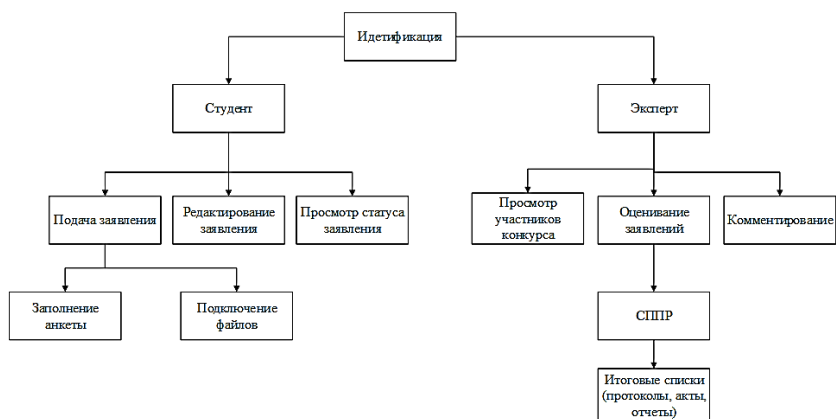 Идетификация
Студент
Эксперт
Подача заявления
Редактирование
заявления
Просмотр статуса
заявления
Просмотр
участников
конкурса
Оценивание
заявлений
Комментирование
Заполнение
анкеты
Подключение
файлов
СППР
Итоговые списки
(протоколы, акты,
отчеты)